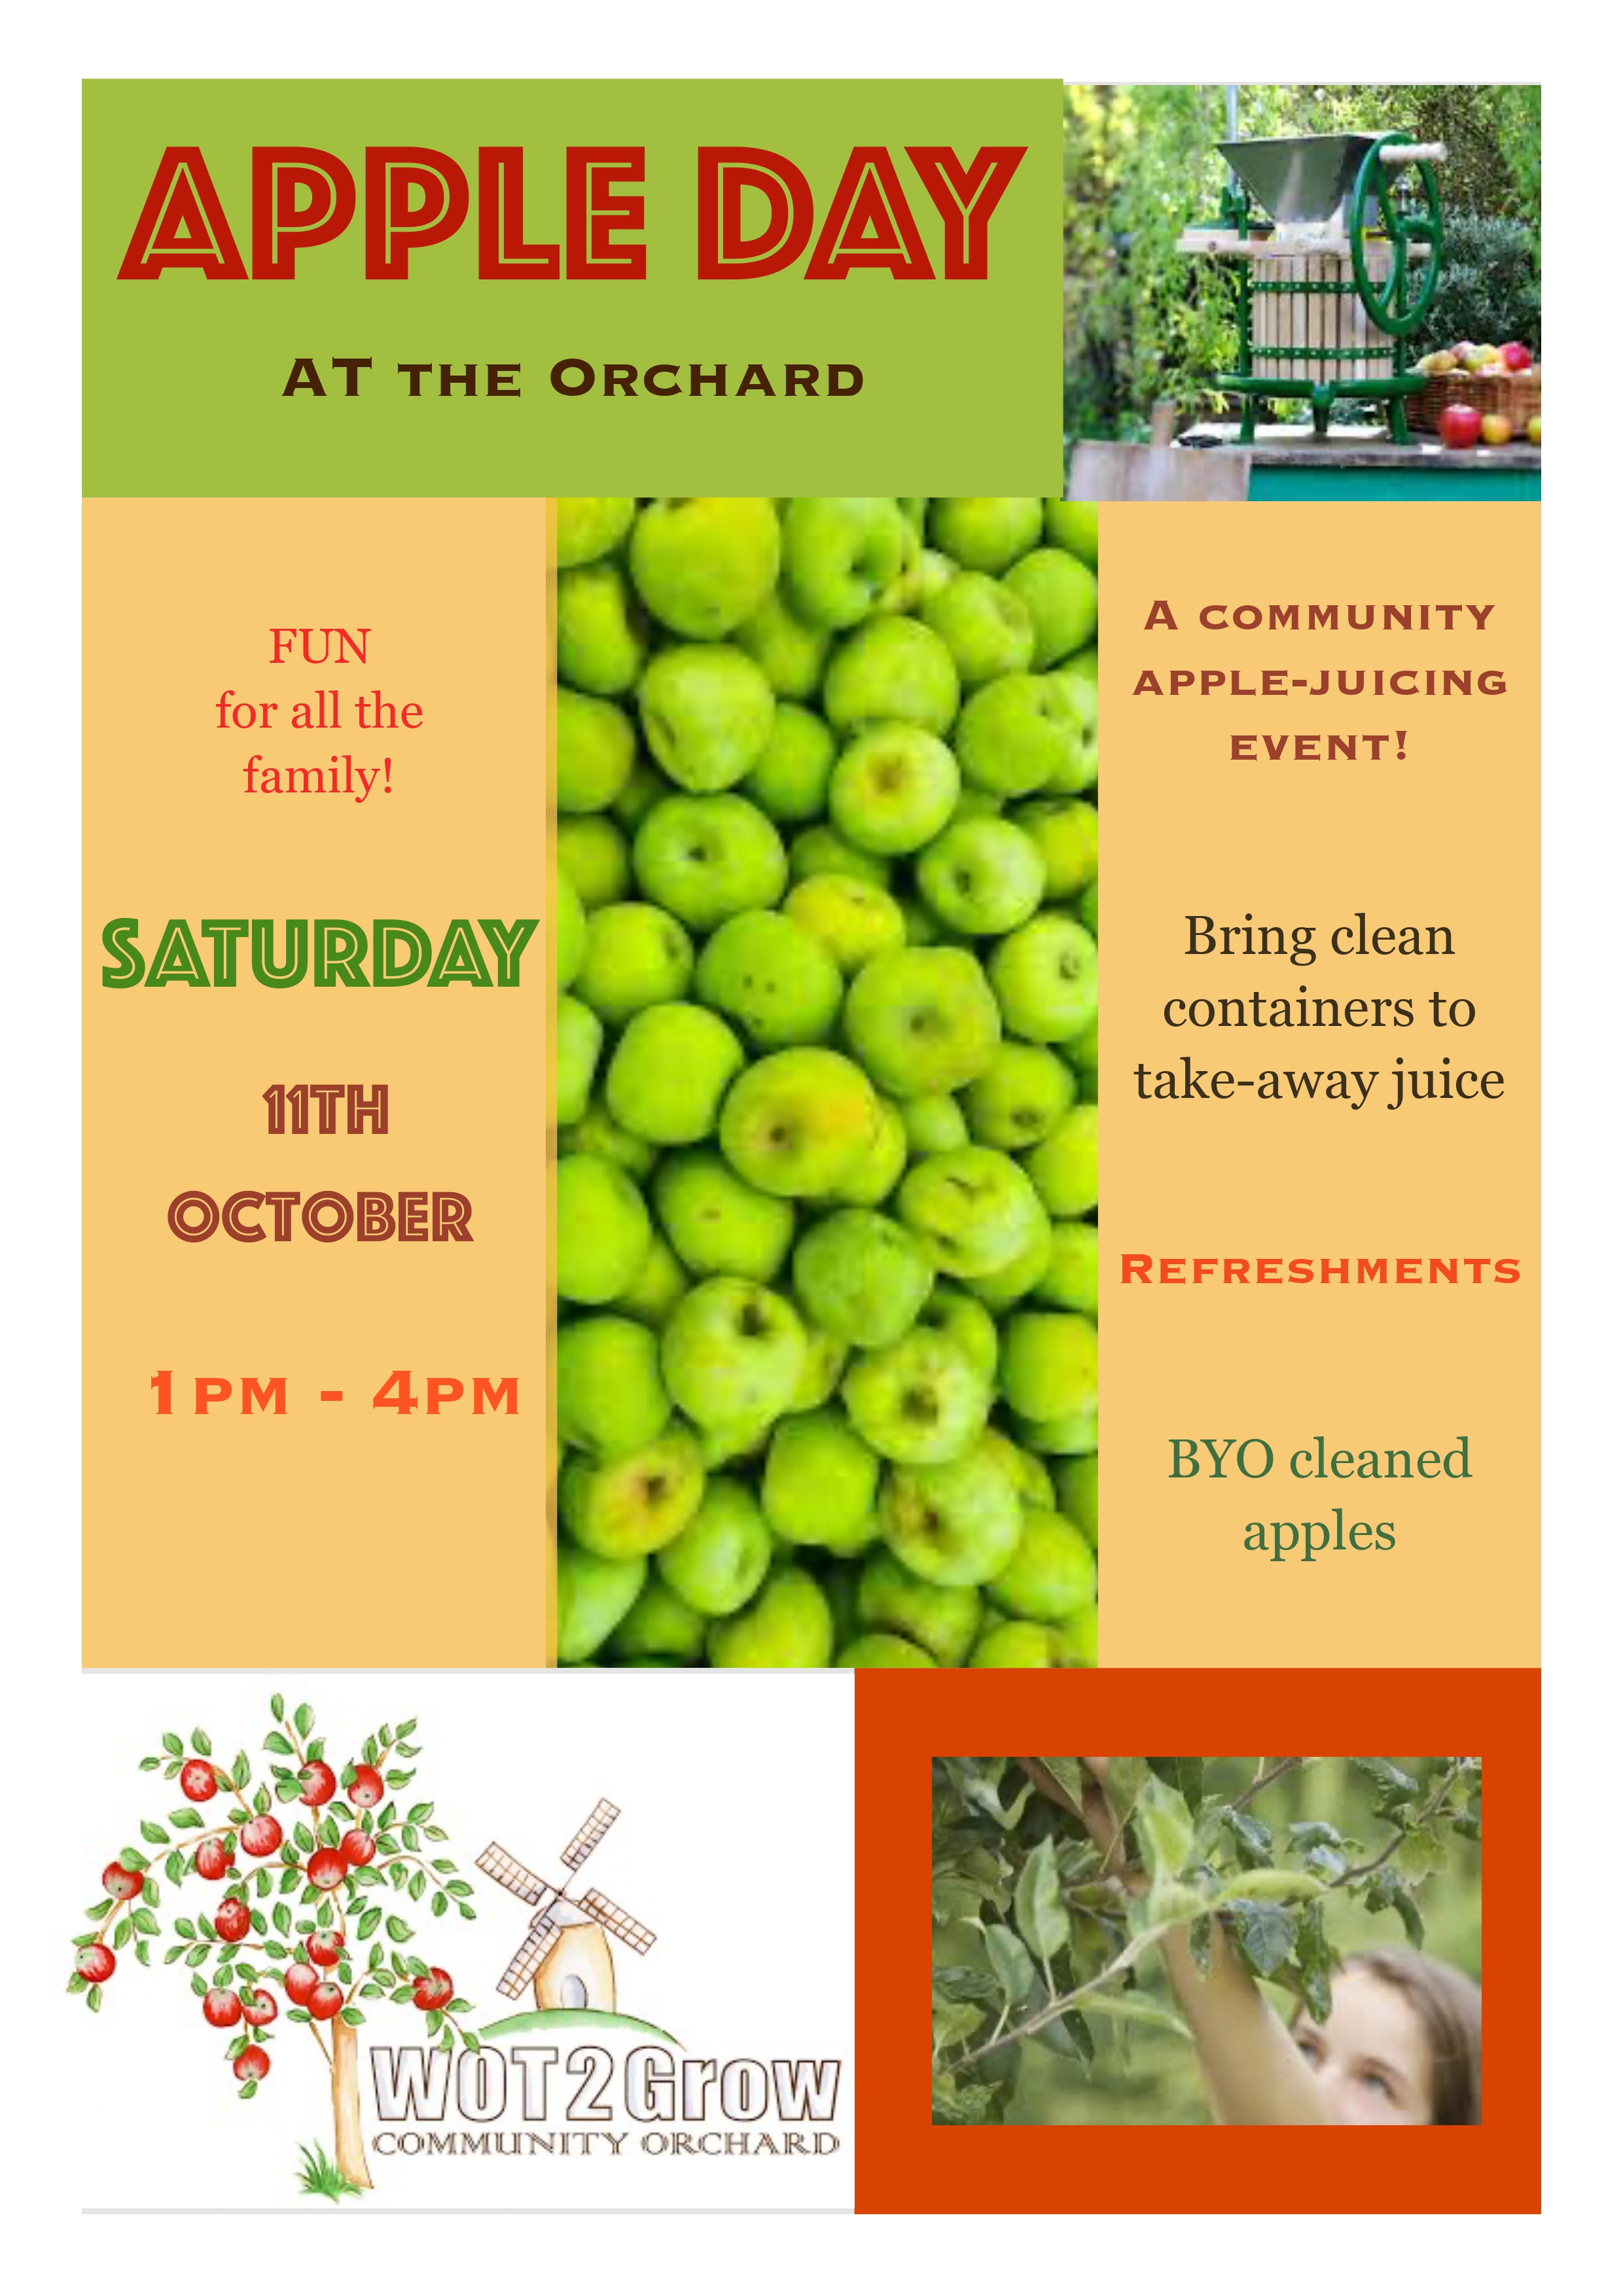 APPLE DAY
AT THE ORCHARD
FUN
for all the
family!
SATURDAY
11TH
OCTOBER
1PM - 4PM
A COMMUNITY
APPLE-JUICING
EVENT!
Bring clean
containers to
take-away juice
REFRESHMENTS
BYO cleaned
apples
WOT2Grow
COMMUNITY ORCHARD